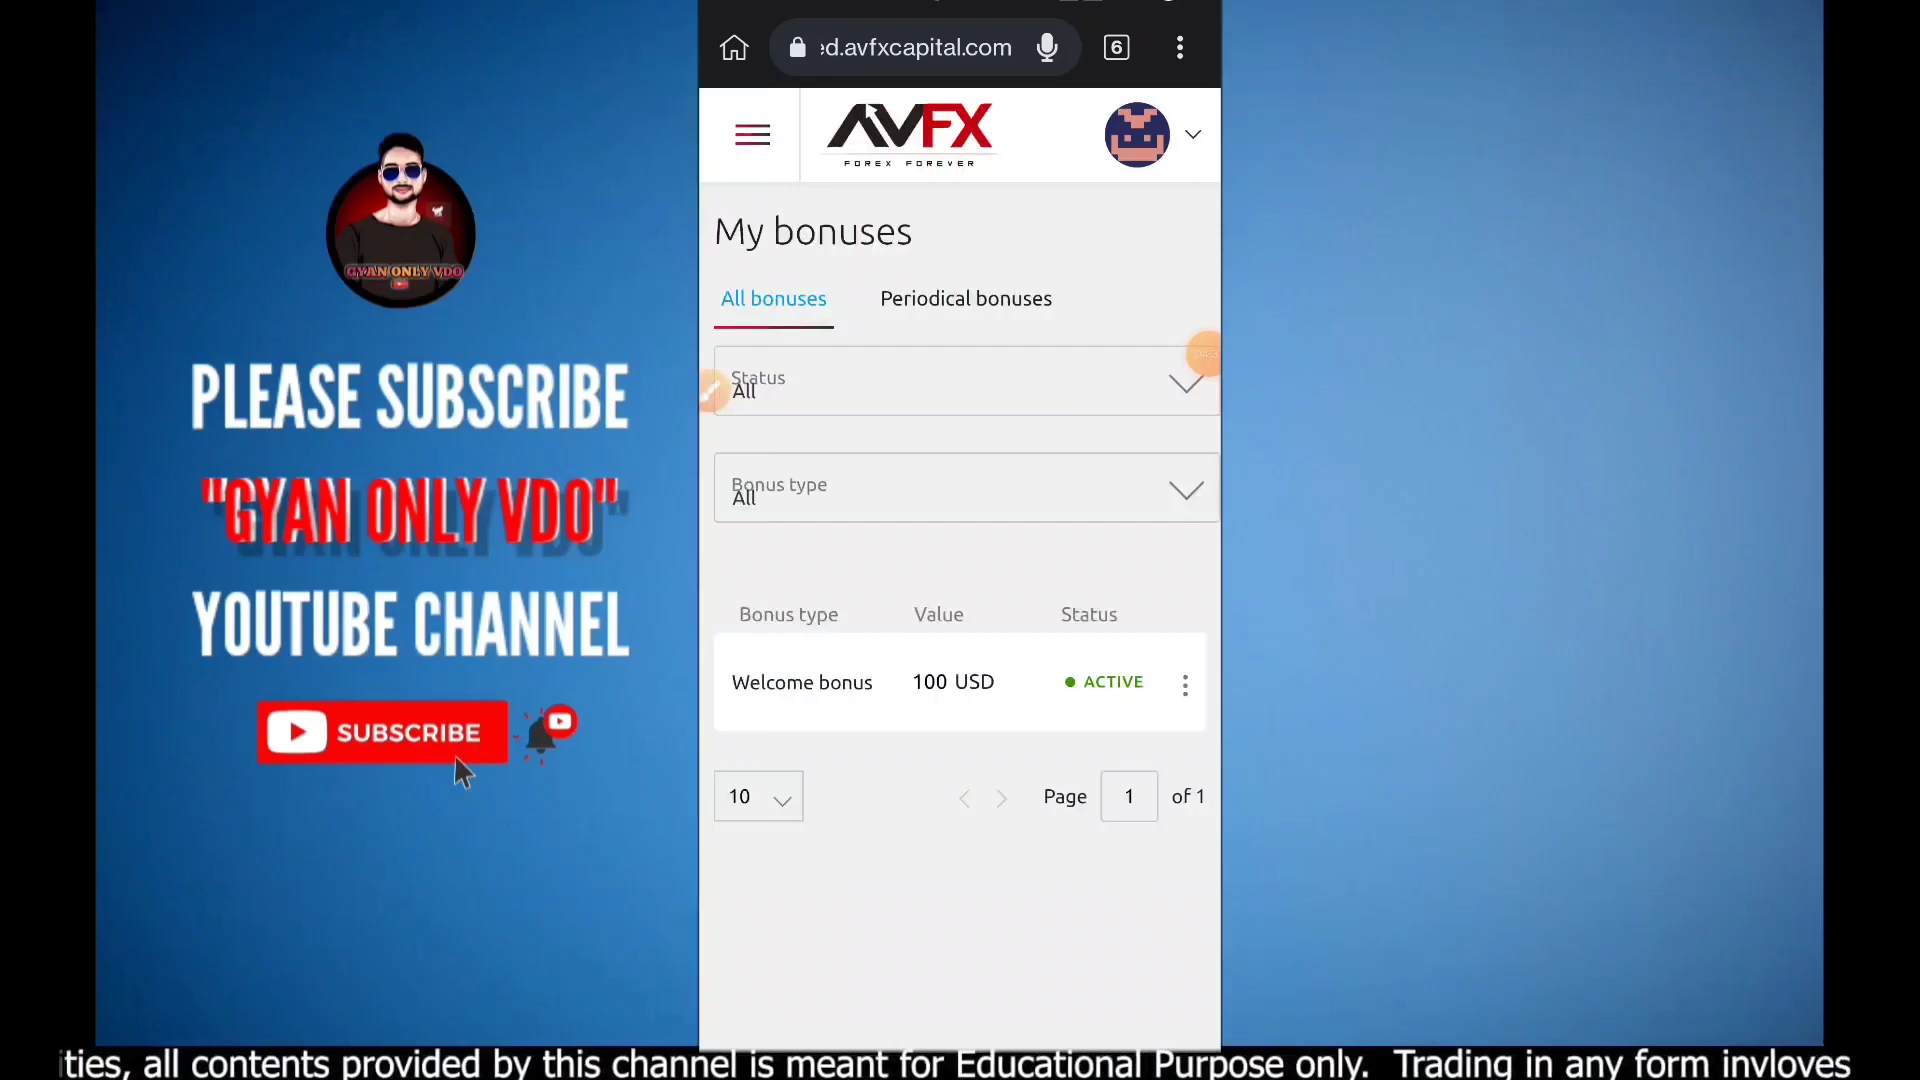 GYAN ONLY VDO
PLEASE SUBSCRIBE
"GYAN ONLY VDO"
YOUTUBE CHANNEL
SUBSCRIBE
ed.avfxcapital.com
6
AVFX
FOREX FOREVER
My bonuses
All bonuses Periodical bonuses
Status
All
Bonus type
All
Bonus type Value Status
Welcome bonus 100 USD ACTIVE
10 Page 1 of 1
ities, all contents provided by this channel is meant for Educational Purpose only. Trading in any form invloves